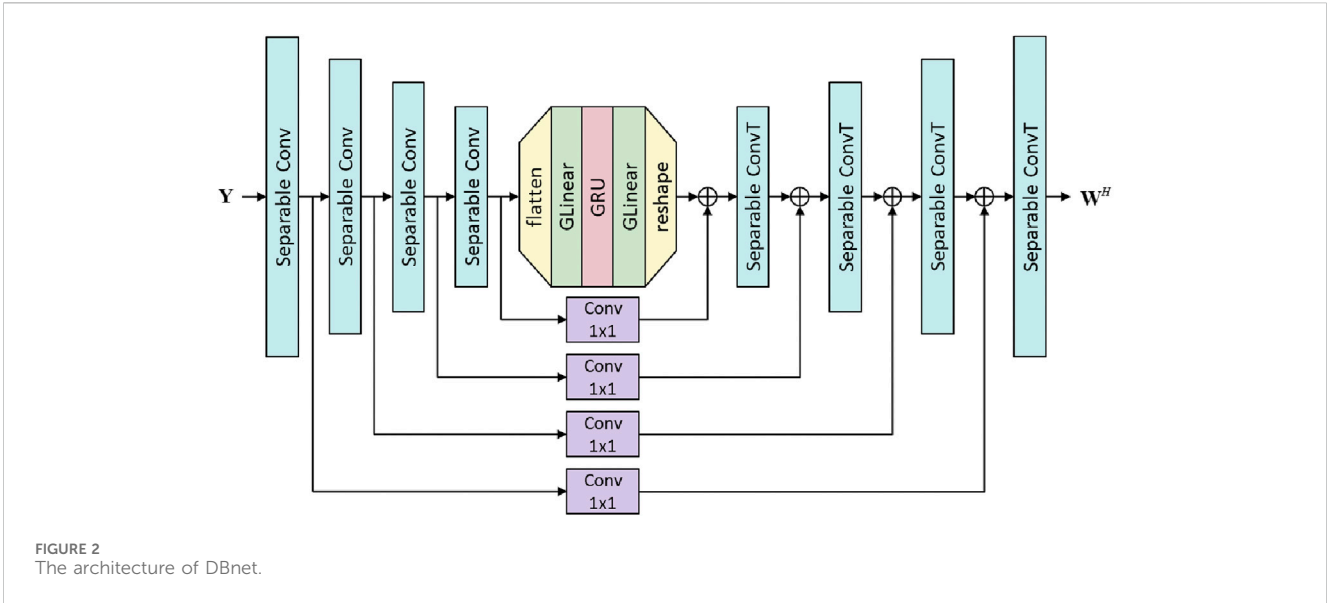 Y
Separable Conv
Separable Conv
Separable Conv
Separable Conv
flatten
GLinear
GRU
GLinear
reshape
Separable ConvT
Separable ConvT
Separable ConvT
Separable ConvT
W^H
Conv
1x1
Conv
1x1
Conv
1x1
Conv
1x1
FIGURE 2
The architecture of DBnet.